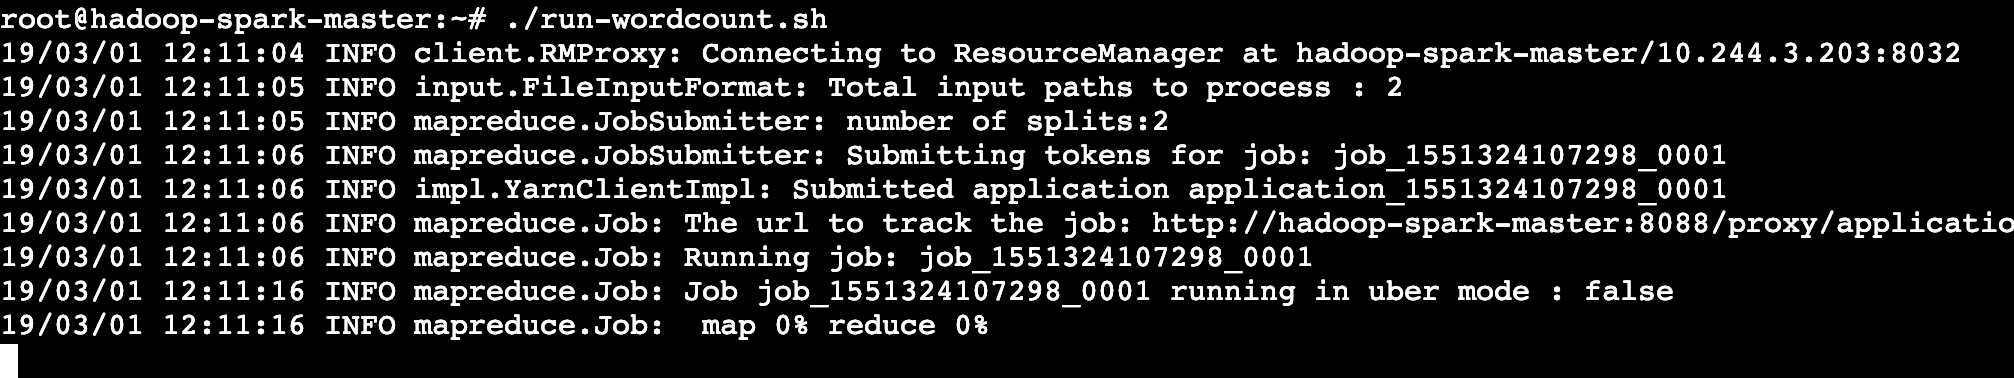 root@hadoop-spark-master:~# ./run-wordcount.sh
19/03/01 12:11:04 INFO client.RMProxy: Connecting to ResourceManager at hadoop-spark-master/10.244.3.203:8032
19/03/01 12:11:05 INFO input.FileInputFormat: Total input paths to process : 2
19/03/01 12:11:05 INFO mapreduce.JobSubmitter: number of splits:2
19/03/01 12:11:06 INFO mapreduce.JobSubmitter: Submitting tokens for job: job_1551324107298_0001
19/03/01 12:11:06 INFO impl.YarnClientImpl: Submitted application application_1551324107298_0001
19/03/01 12:11:06 INFO mapreduce.Job: The url to track the job: http://hadoop-spark-master:8088/proxy/applicatio
19/03/01 12:11:06 INFO mapreduce.Job: Running job: job_1551324107298_0001
19/03/01 12:11:16 INFO mapreduce.Job: Job job_1551324107298_0001 running in uber mode : false
19/03/01 12:11:16 INFO mapreduce.Job:  map 0% reduce 0%